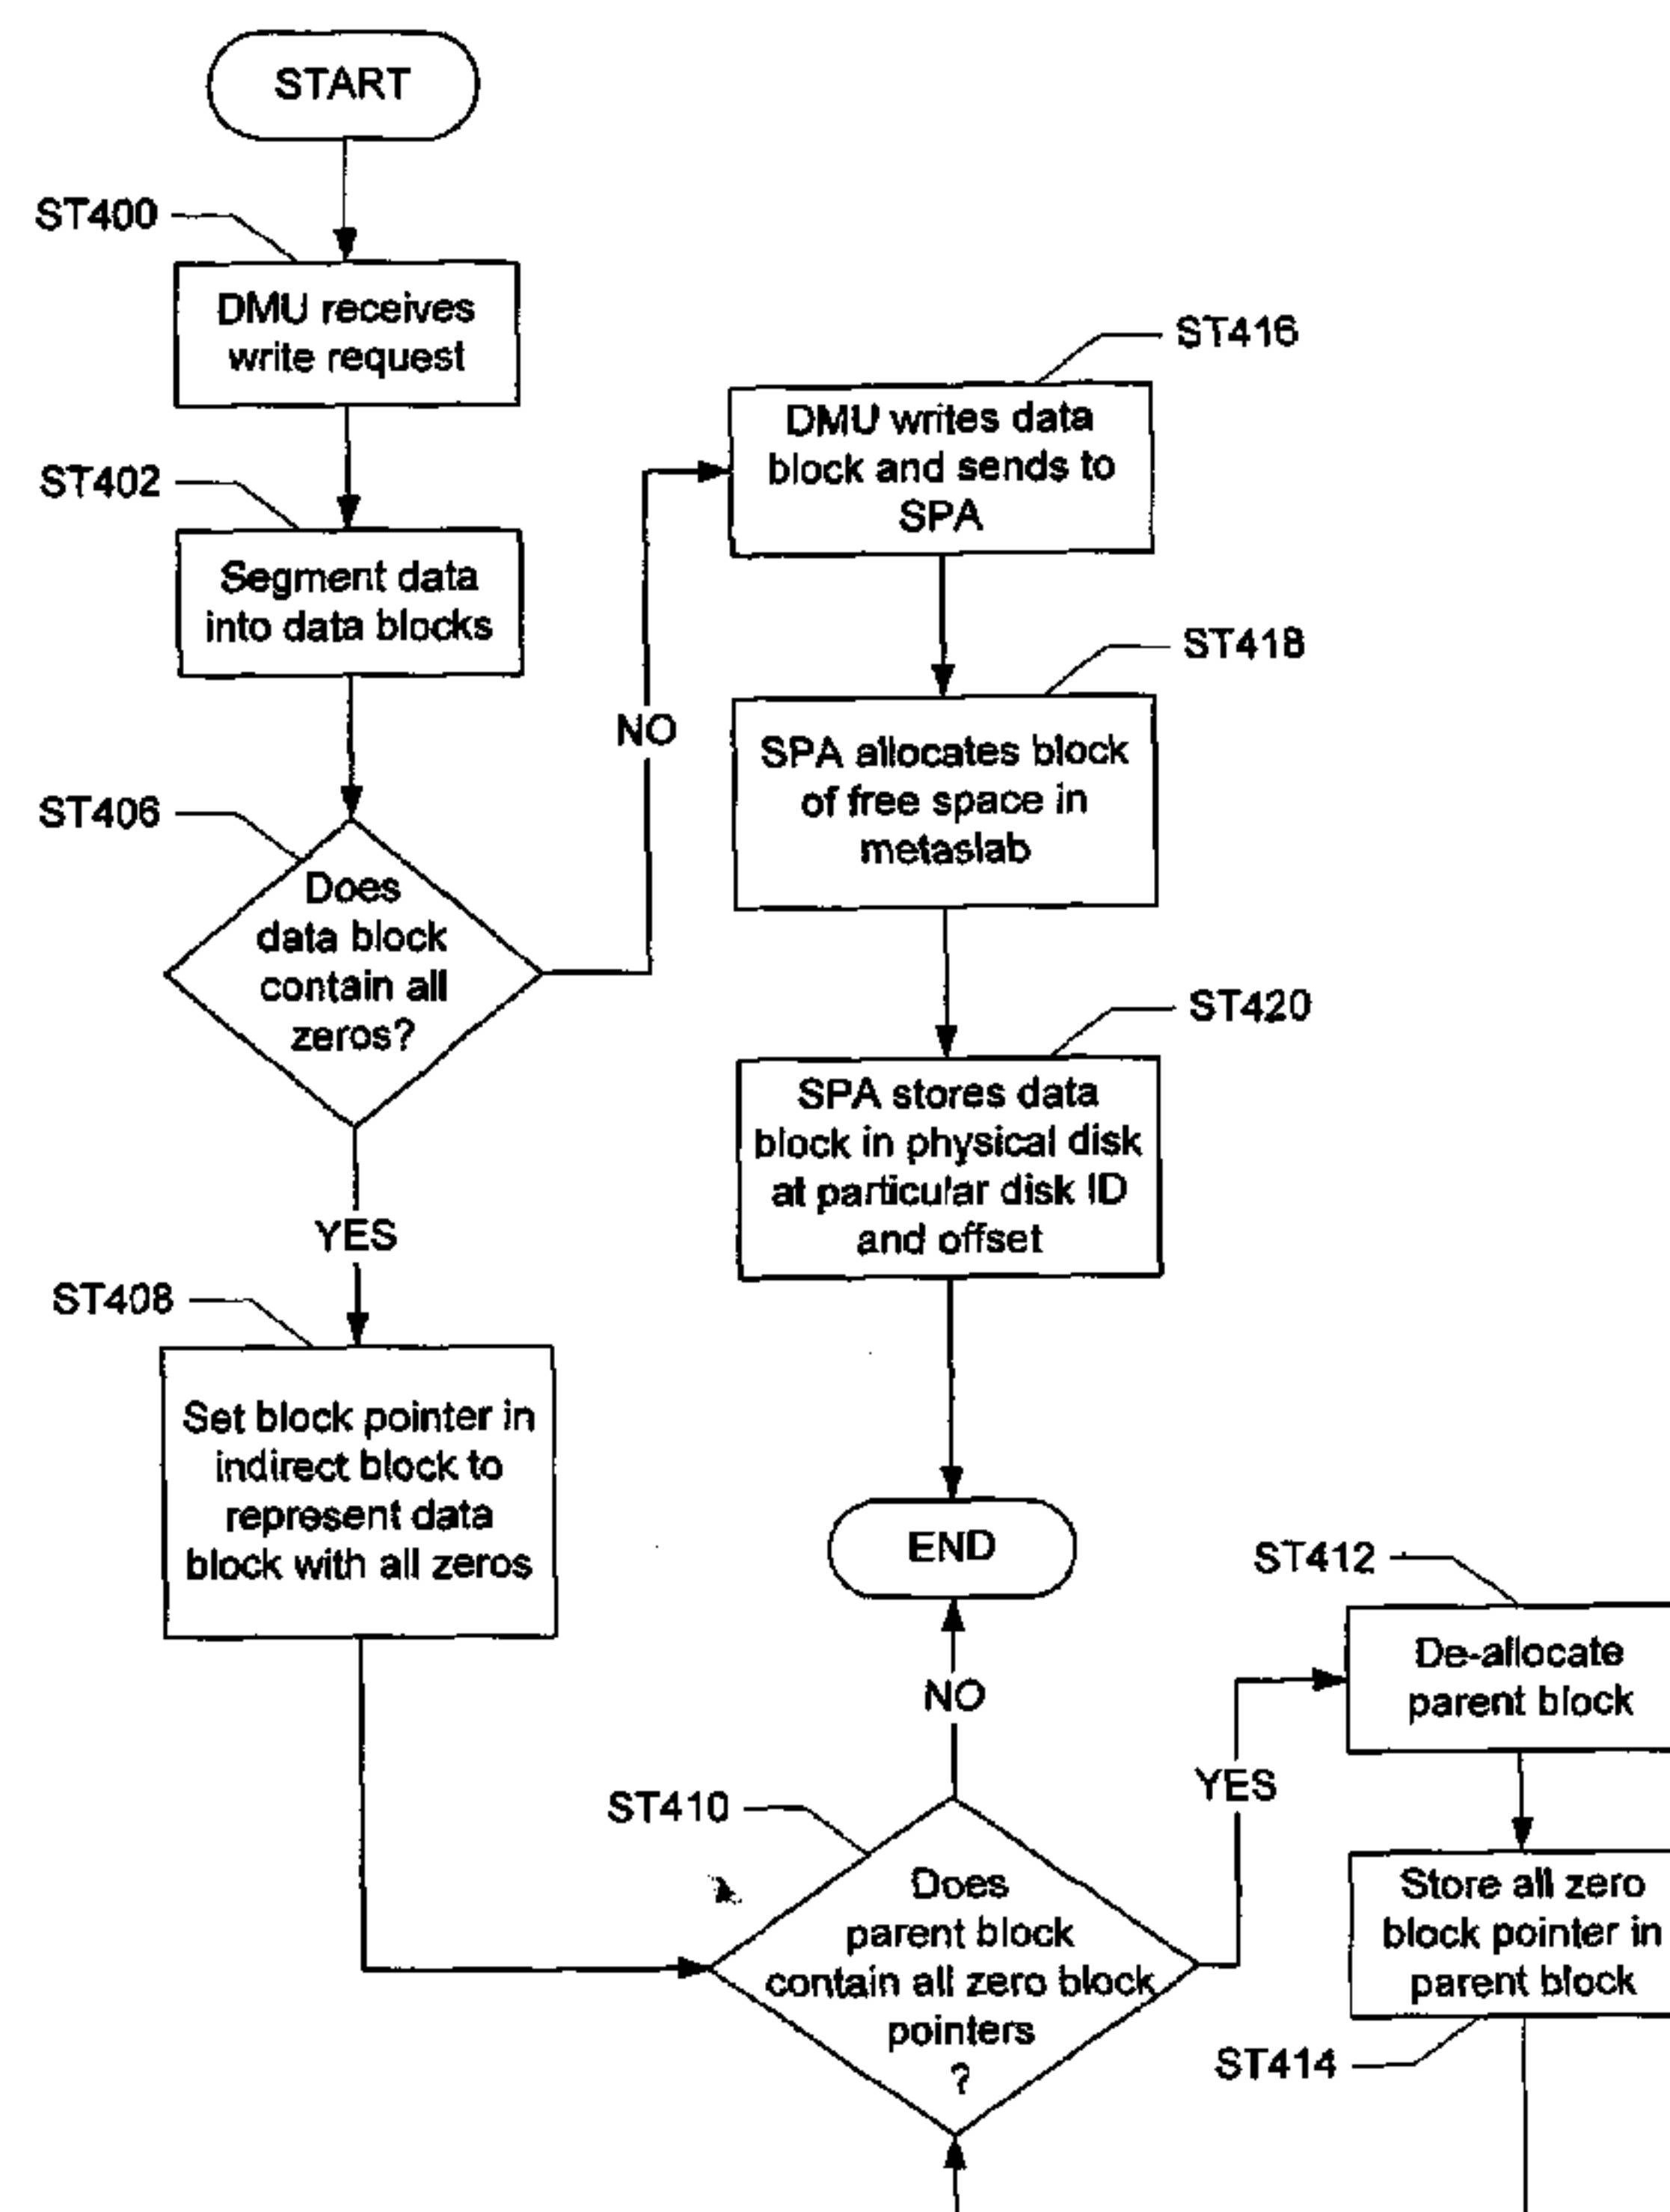 START
ST400
DMU receives
write request
ST402
Segment data
into data blocks
ST406
Does
data block
contain all
zeros?
NO
YES
ST408
Set block pointer in
indirect block to
represent data
block with all zeros
ST416
DMU writes data
block and sends to
SPA
ST418
SPA allocates block
of free space in
metaslab
ST420
SPA stores data
block in physical disk
at particular disk ID
and offset
END
NO
ST410
Does
parent block
contain all zero block
pointers
?
YES
ST412
De-allocate
parent block
Store all zero
block pointer in
parent block
ST414